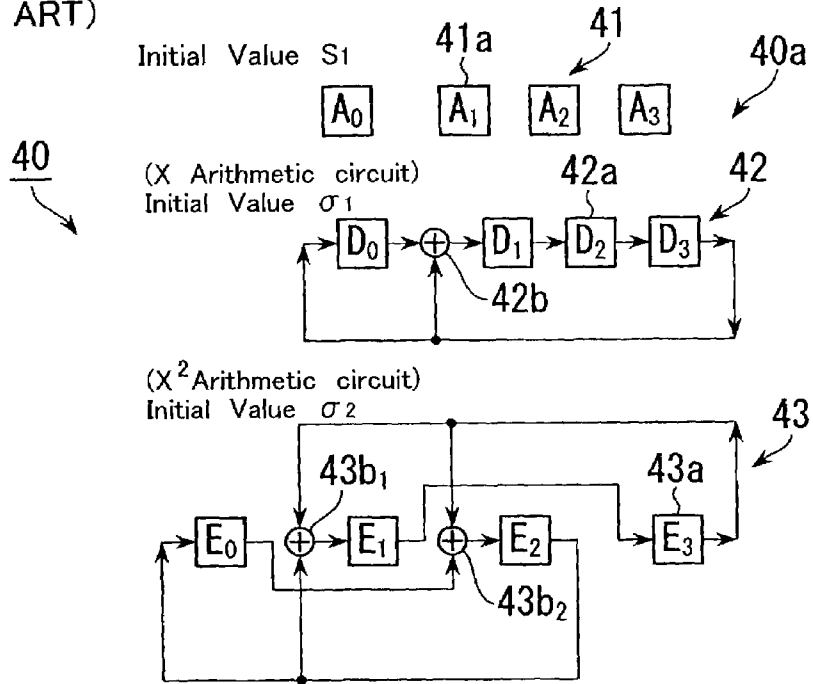 ART)
Initial Value S1
41a
41
40a
A0 A1 A2 A3
40
(X Arithmetic circuit)
Initial Value σ1
42a
42
D0 D1 D2 D3
42b
(X2 Arithmetic circuit)
Initial Value σ2
43
43b1
43a
E0 E1 E2 E3
43b2